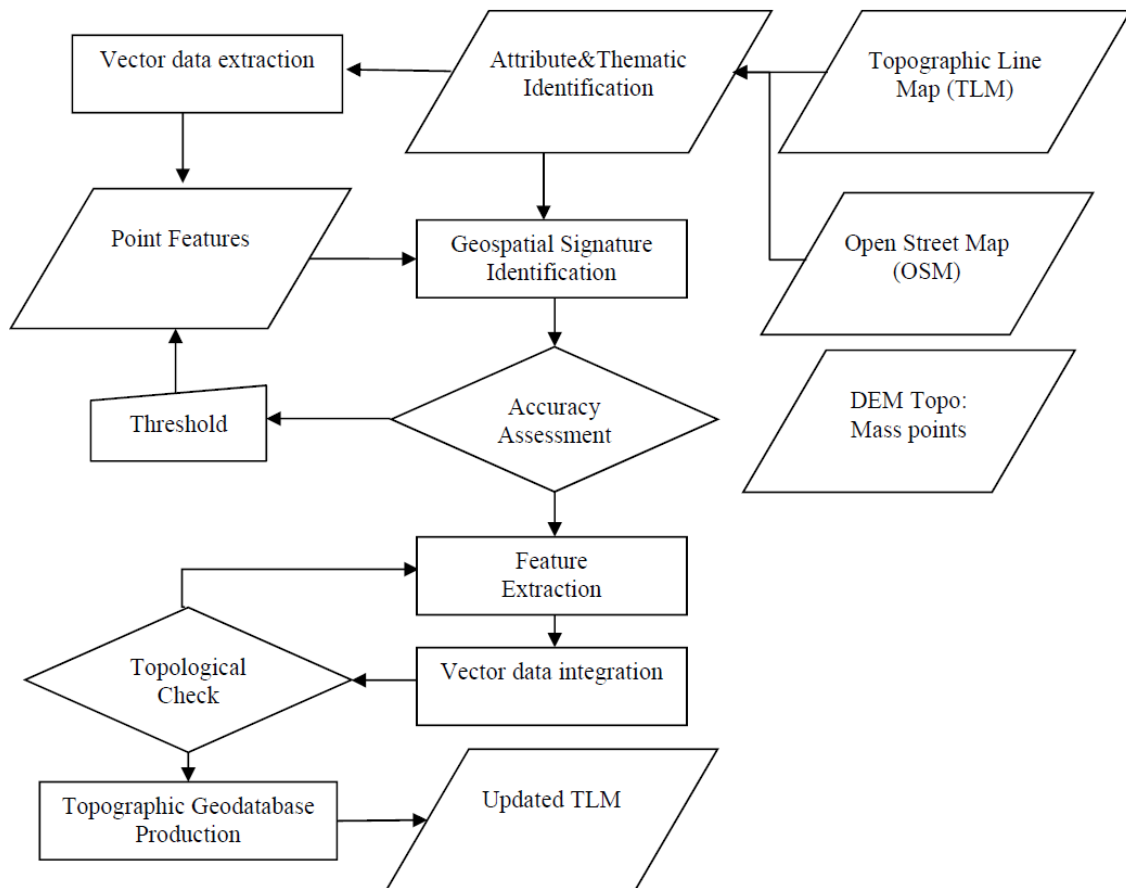 Vector data extraction
Attribute&Thematic
Identification
Topographic Line
Map (TLM)
Point Features
Geospatial Signature
Identification
Open Street Map
(OSM)
Threshold
Accuracy
Assessment
DEM Topo:
Mass points
Feature
Extraction
Topological
Check
Vector data integration
Topographic Geodatabase
Production
Updated TLM